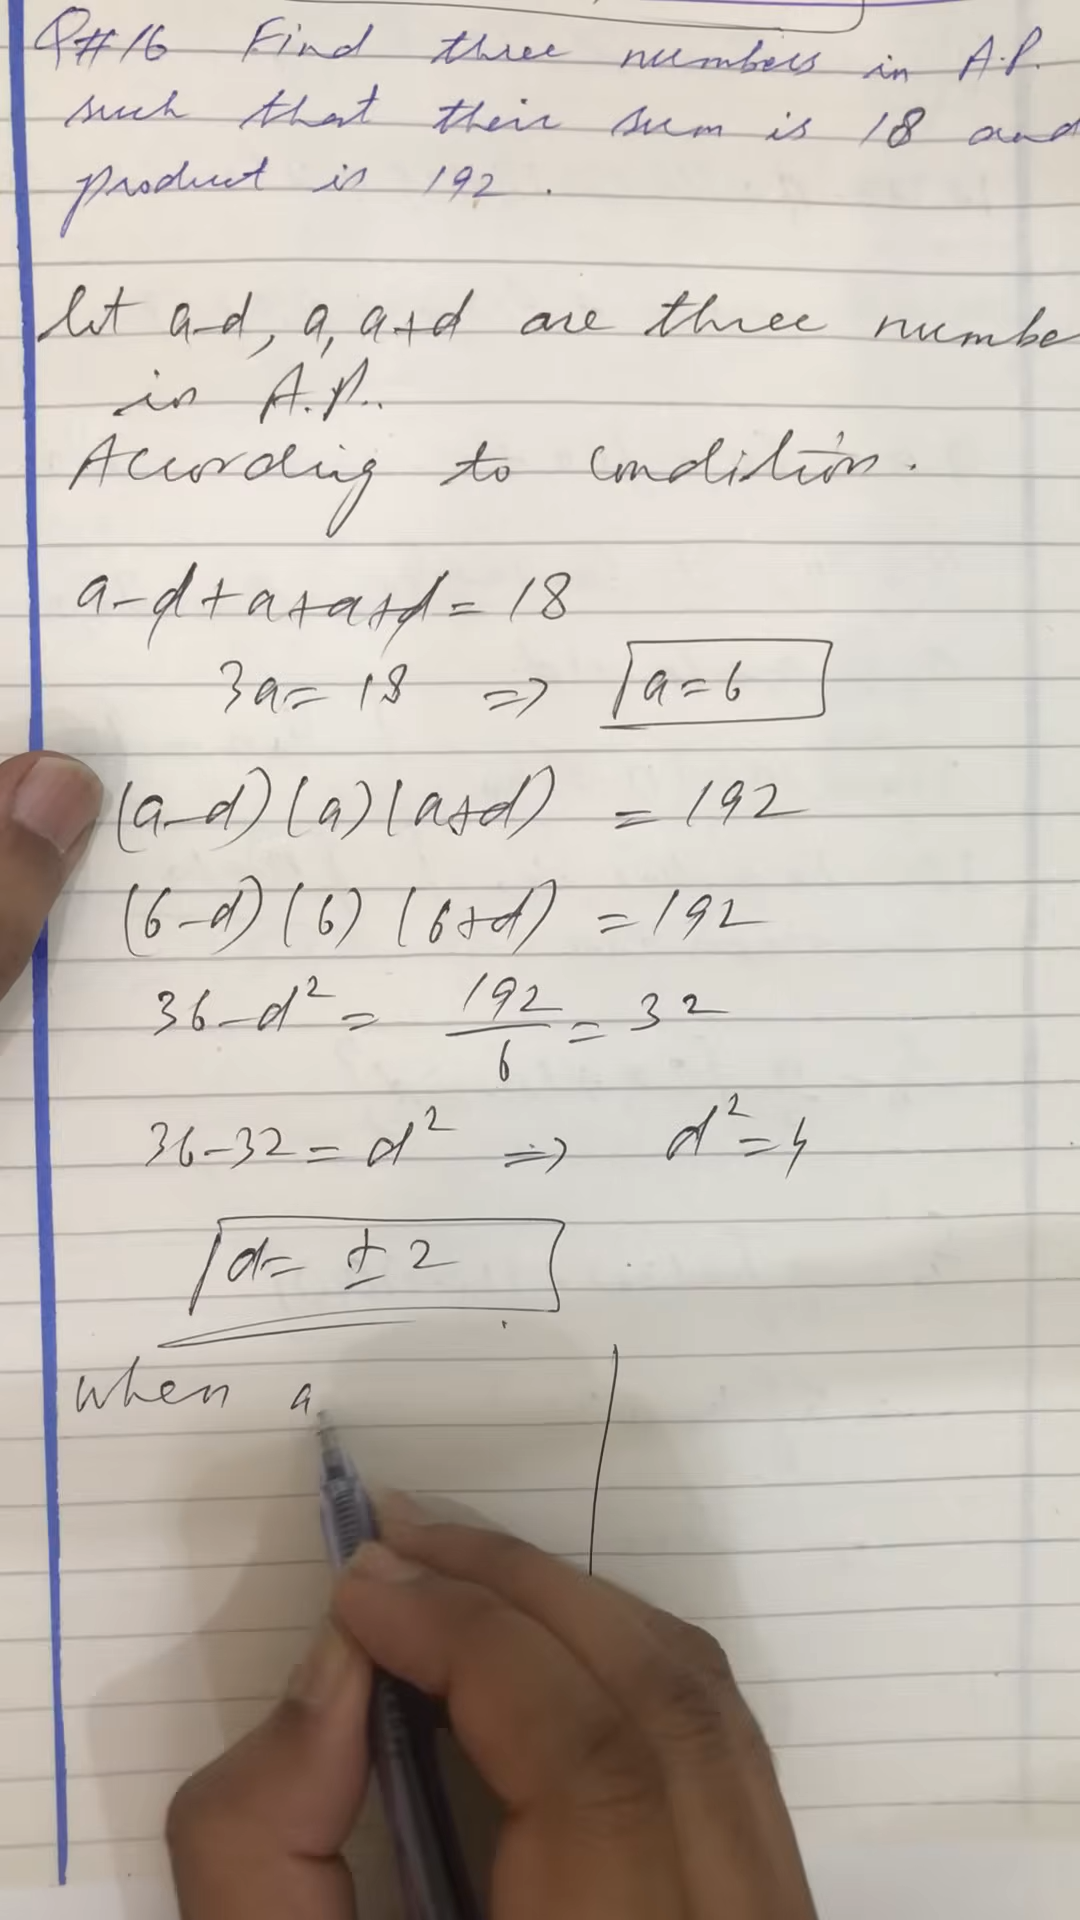 Q#16 Find three numbers in A.P.
such that their sum is 18 and
product is 192.
let a-d, a, a+d are three numbe
in A.P..
According to condition.
a-d+a+a+d=18
3a=18 => a=6
(a-d)(a)(a+d) = 192
(6-d)(6)(6+d) = 192
36-d² = 192/6 = 32
36-32=d² => d²=4
d= ±2
when a